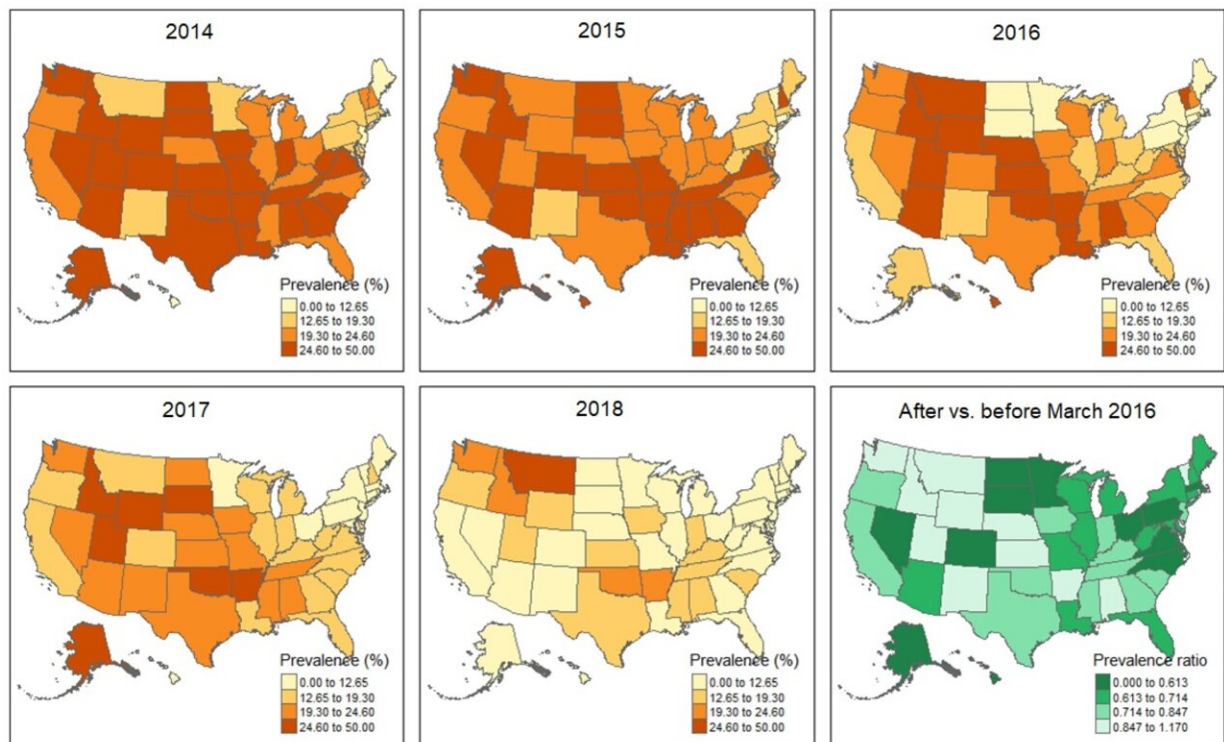 2014
2015
2016
Prevalence (%)
0.00 to 12.65
12.65 to 19.30
19.30 to 24.60
24.60 to 50.00
Prevalence (%)
0.00 to 12.65
12.65 to 19.30
19.30 to 24.60
24.60 to 50.00
Prevalence (%)
0.00 to 12.65
12.65 to 19.30
19.30 to 24.60
24.60 to 50.00
2017
2018
After vs. before March 2016
Prevalence (%)
0.00 to 12.65
12.65 to 19.30
19.30 to 24.60
24.60 to 50.00
Prevalence (%)
0.00 to 12.65
12.65 to 19.30
19.30 to 24.60
24.60 to 50.00
Prevalence ratio
0.000 to 0.613
0.613 to 0.714
0.714 to 0.847
0.847 to 1.170